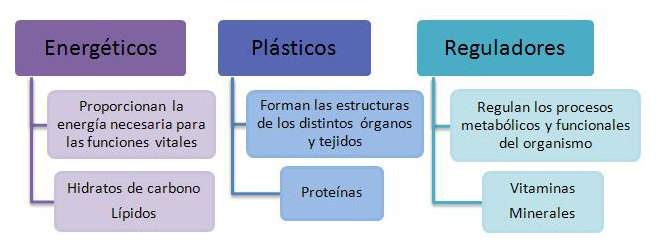 Energéticos
Proporcionan la
energía necesaria para
las funciones vitales
Hidratos de carbono
Lípidos
Plásticos
Forman las estructuras
de los distintos órganos
y tejidos
Proteínas
Reguladores
Regulan los procesos
metabólicos y funcionales
del organismo
Vitaminas
Minerales